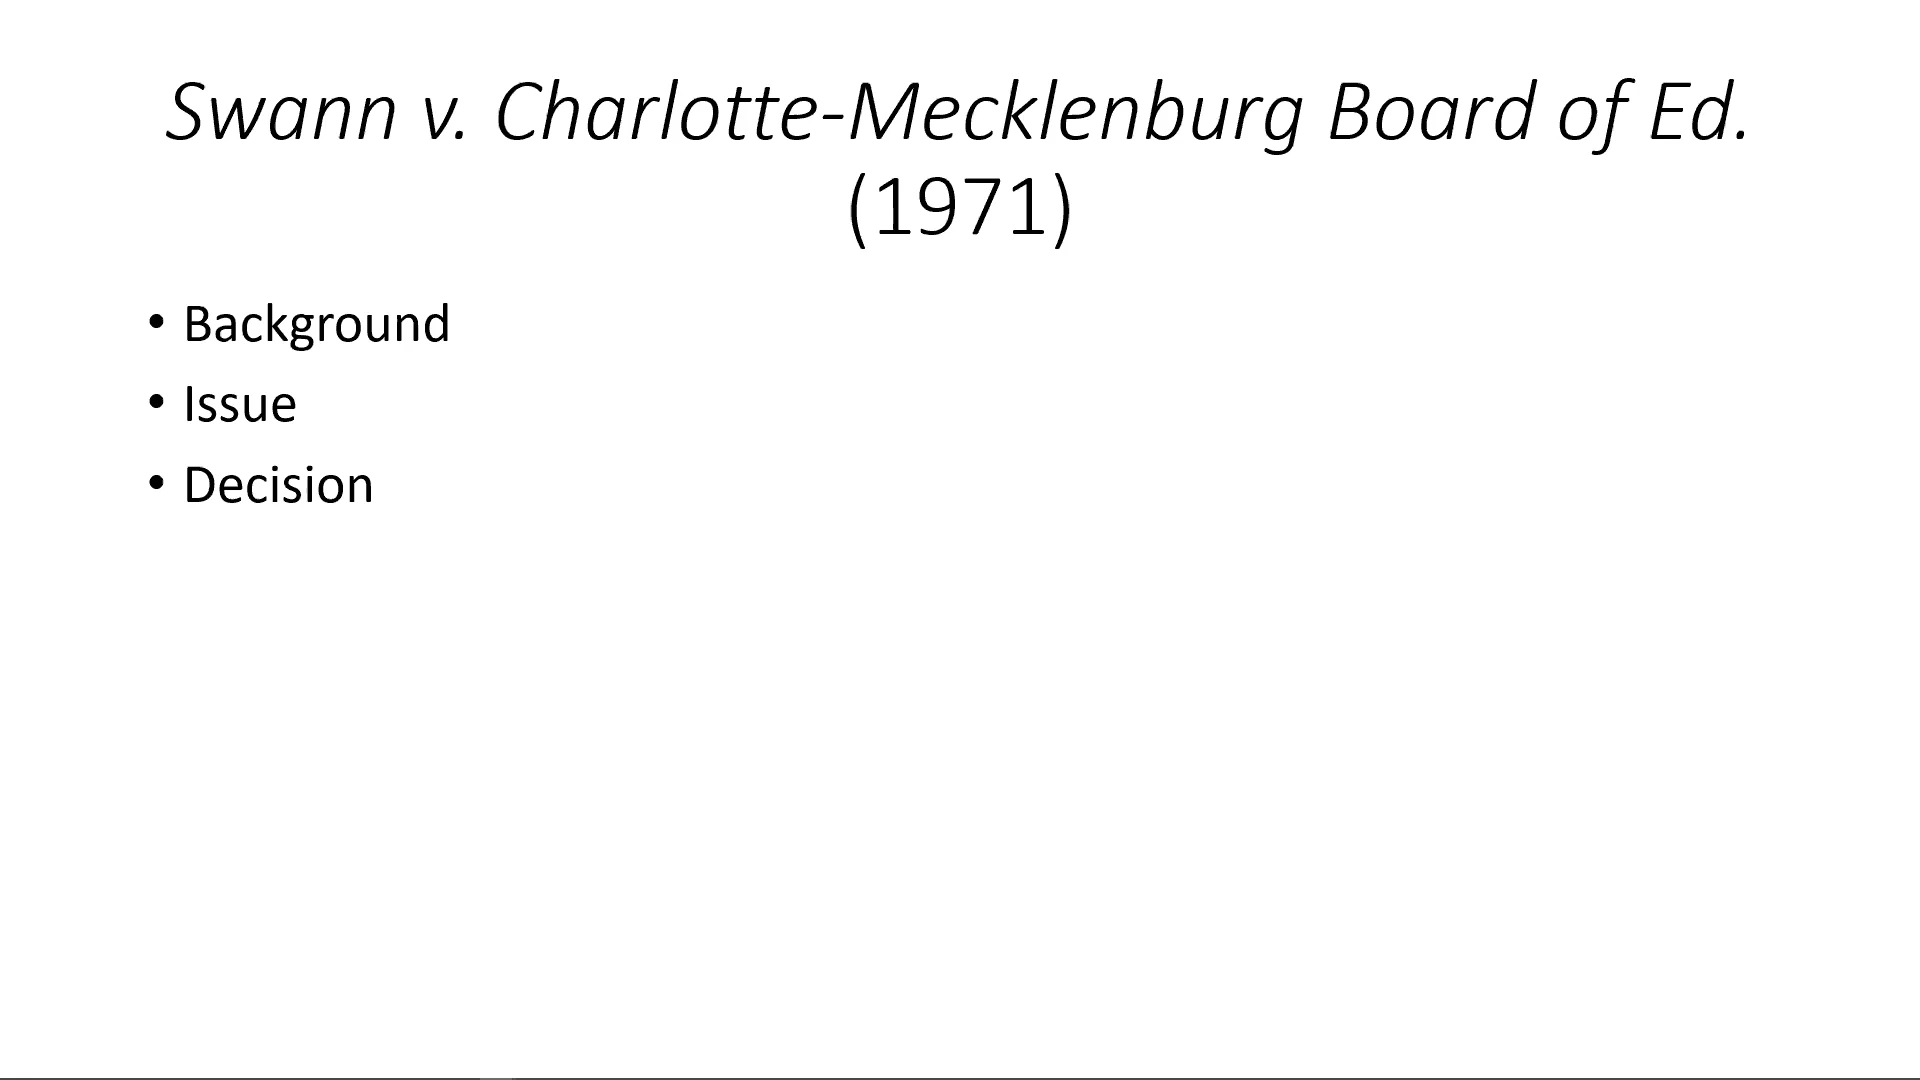 Swann v. Charlotte-Mecklenburg Board of Ed.
(1971)
• Background
• Issue
• Decision